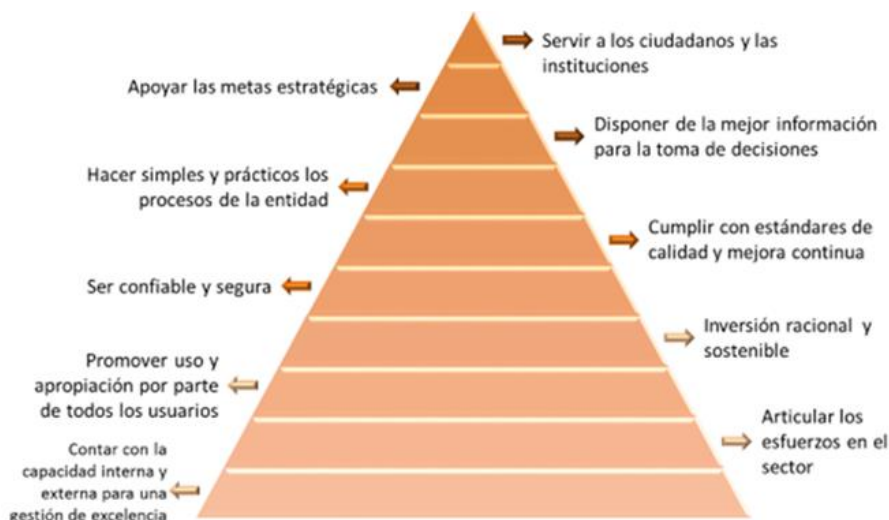 Servir a los ciudadanos y las
instituciones
Apoyar las metas estratégicas
Disponer de la mejor información
para la toma de decisiones
Hacer simples y prácticos los
procesos de la entidad
Cumplir con estándares de
calidad y mejora continua
Ser confiable y segura
Inversión racional y
sostenible
Promover uso y
apropiación por parte
de todos los usuarios
Articular los
esfuerzos en el
sector
Contar con la
capacidad interna y
externa para una
gestión de excelencia